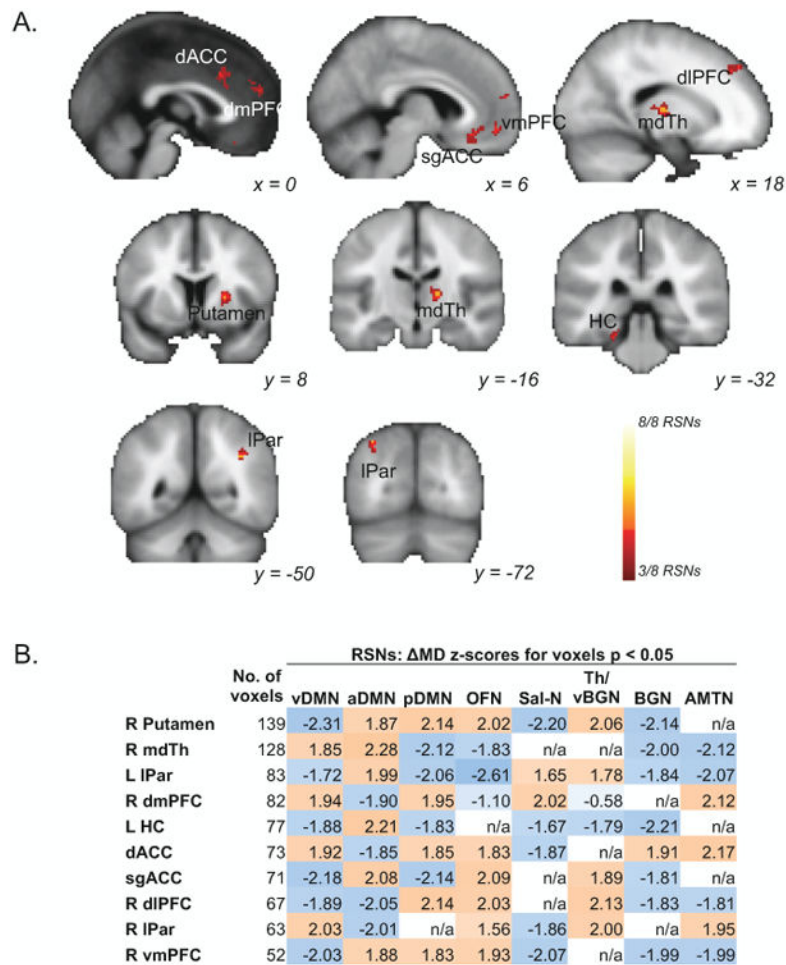 A.
dACC
dmPFC
x = 0
vmPFC
sgACC
x = 6
dlPFC
mdTh
x = 18
Putamen
y = 8
mdTh
y = -16
HC
y = -32
lPar
y = -50
lPar
y = -72
8/8 RSNs
3/8 RSNs
B.
RSNs: ΔMD z-scores for voxels p < 0.05
No. of voxels vDMN aDMN pDMN OFN Sal-N Th/vBGN BGN AMTN
R Putamen 139 -2.31 1.87 2.14 2.02 -2.20 2.06 -2.14 n/a
R mdTh 128 1.85 2.28 -2.12 -1.83 n/a n/a -2.00 -2.12
L lPar 83 -1.72 1.99 -2.06 -2.61 1.65 1.78 -1.84 -2.07
R dmPFC 82 1.94 -1.90 1.95 -1.10 2.02 -0.58 n/a 2.12
L HC 77 -1.88 2.21 -1.83 n/a -1.67 -1.79 -2.21 n/a
dACC 73 1.92 -1.85 1.85 1.83 -1.87 n/a 1.91 2.17
sgACC 71 -2.18 2.08 -2.14 2.09 n/a 1.89 -1.81 n/a
R dlPFC 67 -1.89 -2.05 2.14 2.03 n/a 2.13 -1.83 -1.81
R lPar 63 2.03 -2.01 n/a 1.56 -1.86 2.00 n/a 1.95
R vmPFC 52 -2.03 1.88 1.83 1.93 -2.07 n/a -1.99 -1.99